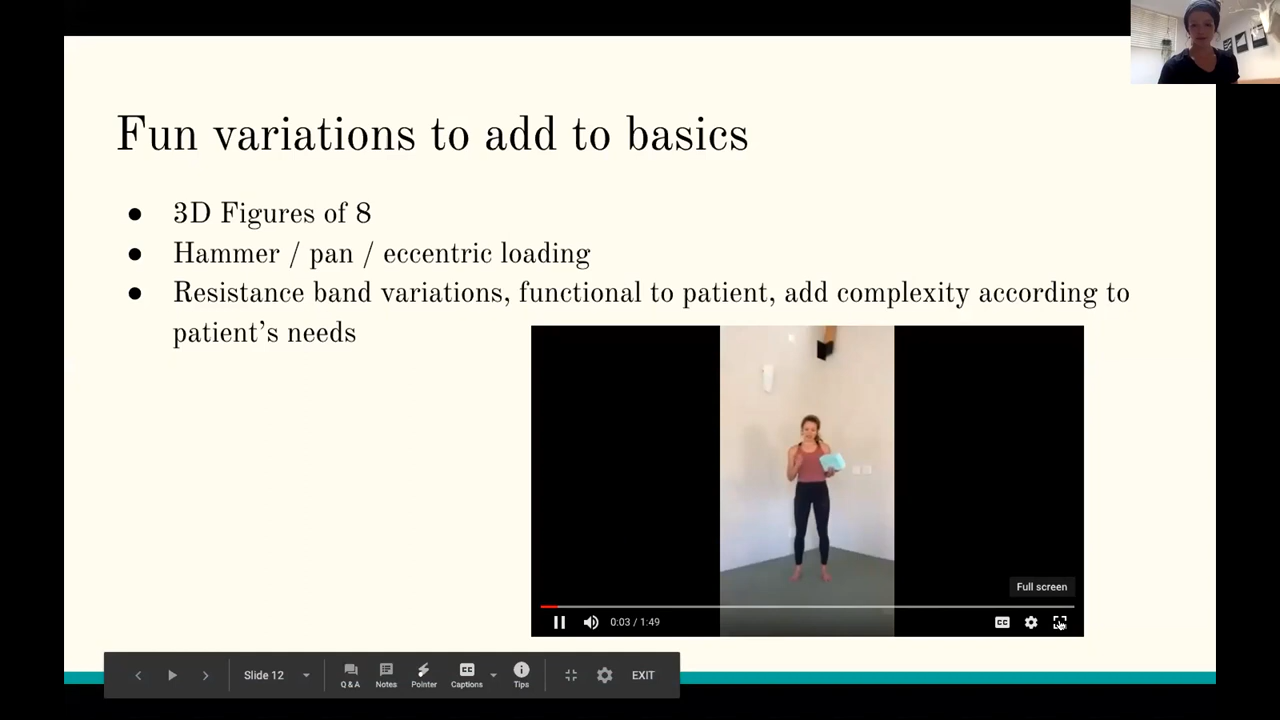 Fun variations to add to basics
● 3D Figures of 8
● Hammer / pan / eccentric loading
● Resistance band variations, functional to patient, add complexity according to
patient's needs
Full screen
0:03 / 1:49
CC
Slide 12
Q & A
Notes
Pointer
CC
Captions
Tips
EXIT